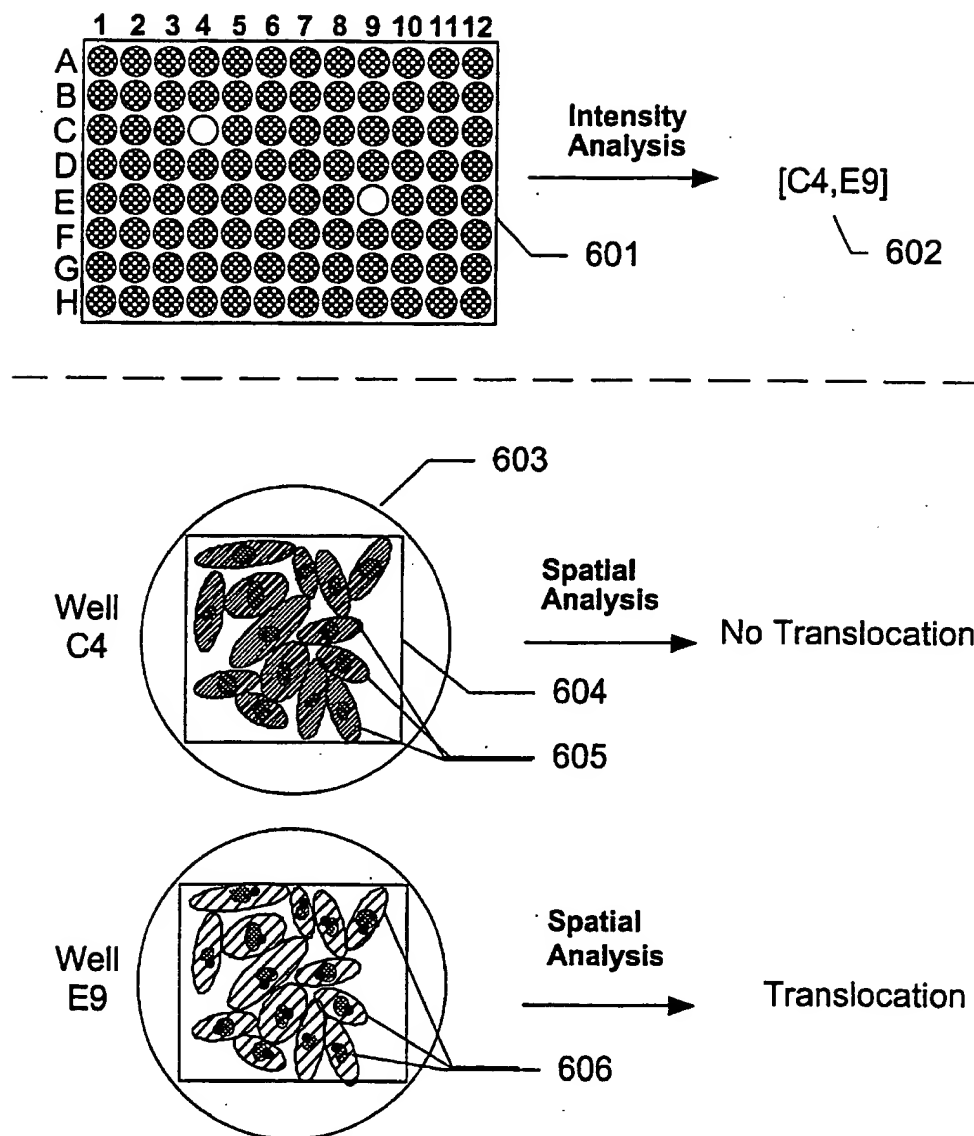 1 2 3 4 5 6 7 8 9 10 11 12
A
B
C
D
E
F
G
H
Intensity
Analysis
[C4,E9]
601
602
603
Well
C4
Spatial
Analysis
No Translocation
604
605
Well
E9
Spatial
Analysis
Translocation
606